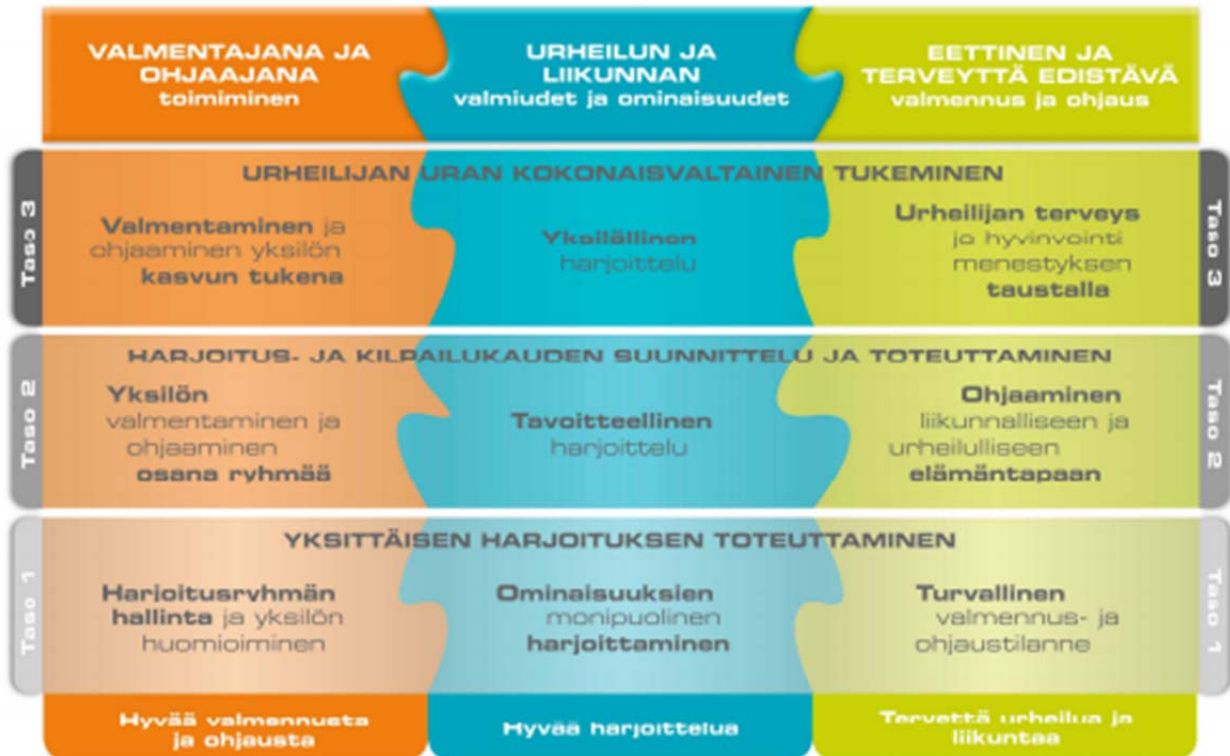 VALMENTAJANA JA
OHJAAJANA
toimiminen
URHEILUN JA
LIIKUNNAN
valmiudet ja ominaisuudet
EETTINEN JA
TERVEYTTÄ EDISTÄVÄ
valmennus ja ohjaus
Taso 3
URHEILIJAN URAN KOKONAISVALTAINEN TUKEMINEN
Valmentaminen ja
ohjaaminen yksilön
kasvun tukena
Yksilöllinen
harjoittelu
Urheilijan terveys
ja hyvinvointi
menestyksen
taustalla
Taso 3
Taso 2
HARJOITUS- JA KILPAILUKAUDEN SUUNNITTELU JA TOTEUTTAMINEN
Yksilön
valmentaminen ja
ohjaaminen
osana ryhmää
Tavoitteellinen
harjoittelu
Ohjaaminen
liikunnalliseen ja
urheilulliseen
elämäntapaan
Taso 2
Taso 1
YKSITTÄISEN HARJOITUKSEN TOTEUTTAMINEN
Harjoitusryhmän
hallinta ja yksilön
huomioiminen
Ominaisuuksien
monipuolinen
harjoittaminen
Turvallinen
valmennus- ja
ohjaustilanne
Taso 1
Hyvää valmennusta
ja ohjausta
Hyvää harjoittelua
Tervettä urheilua ja
liikuntaa